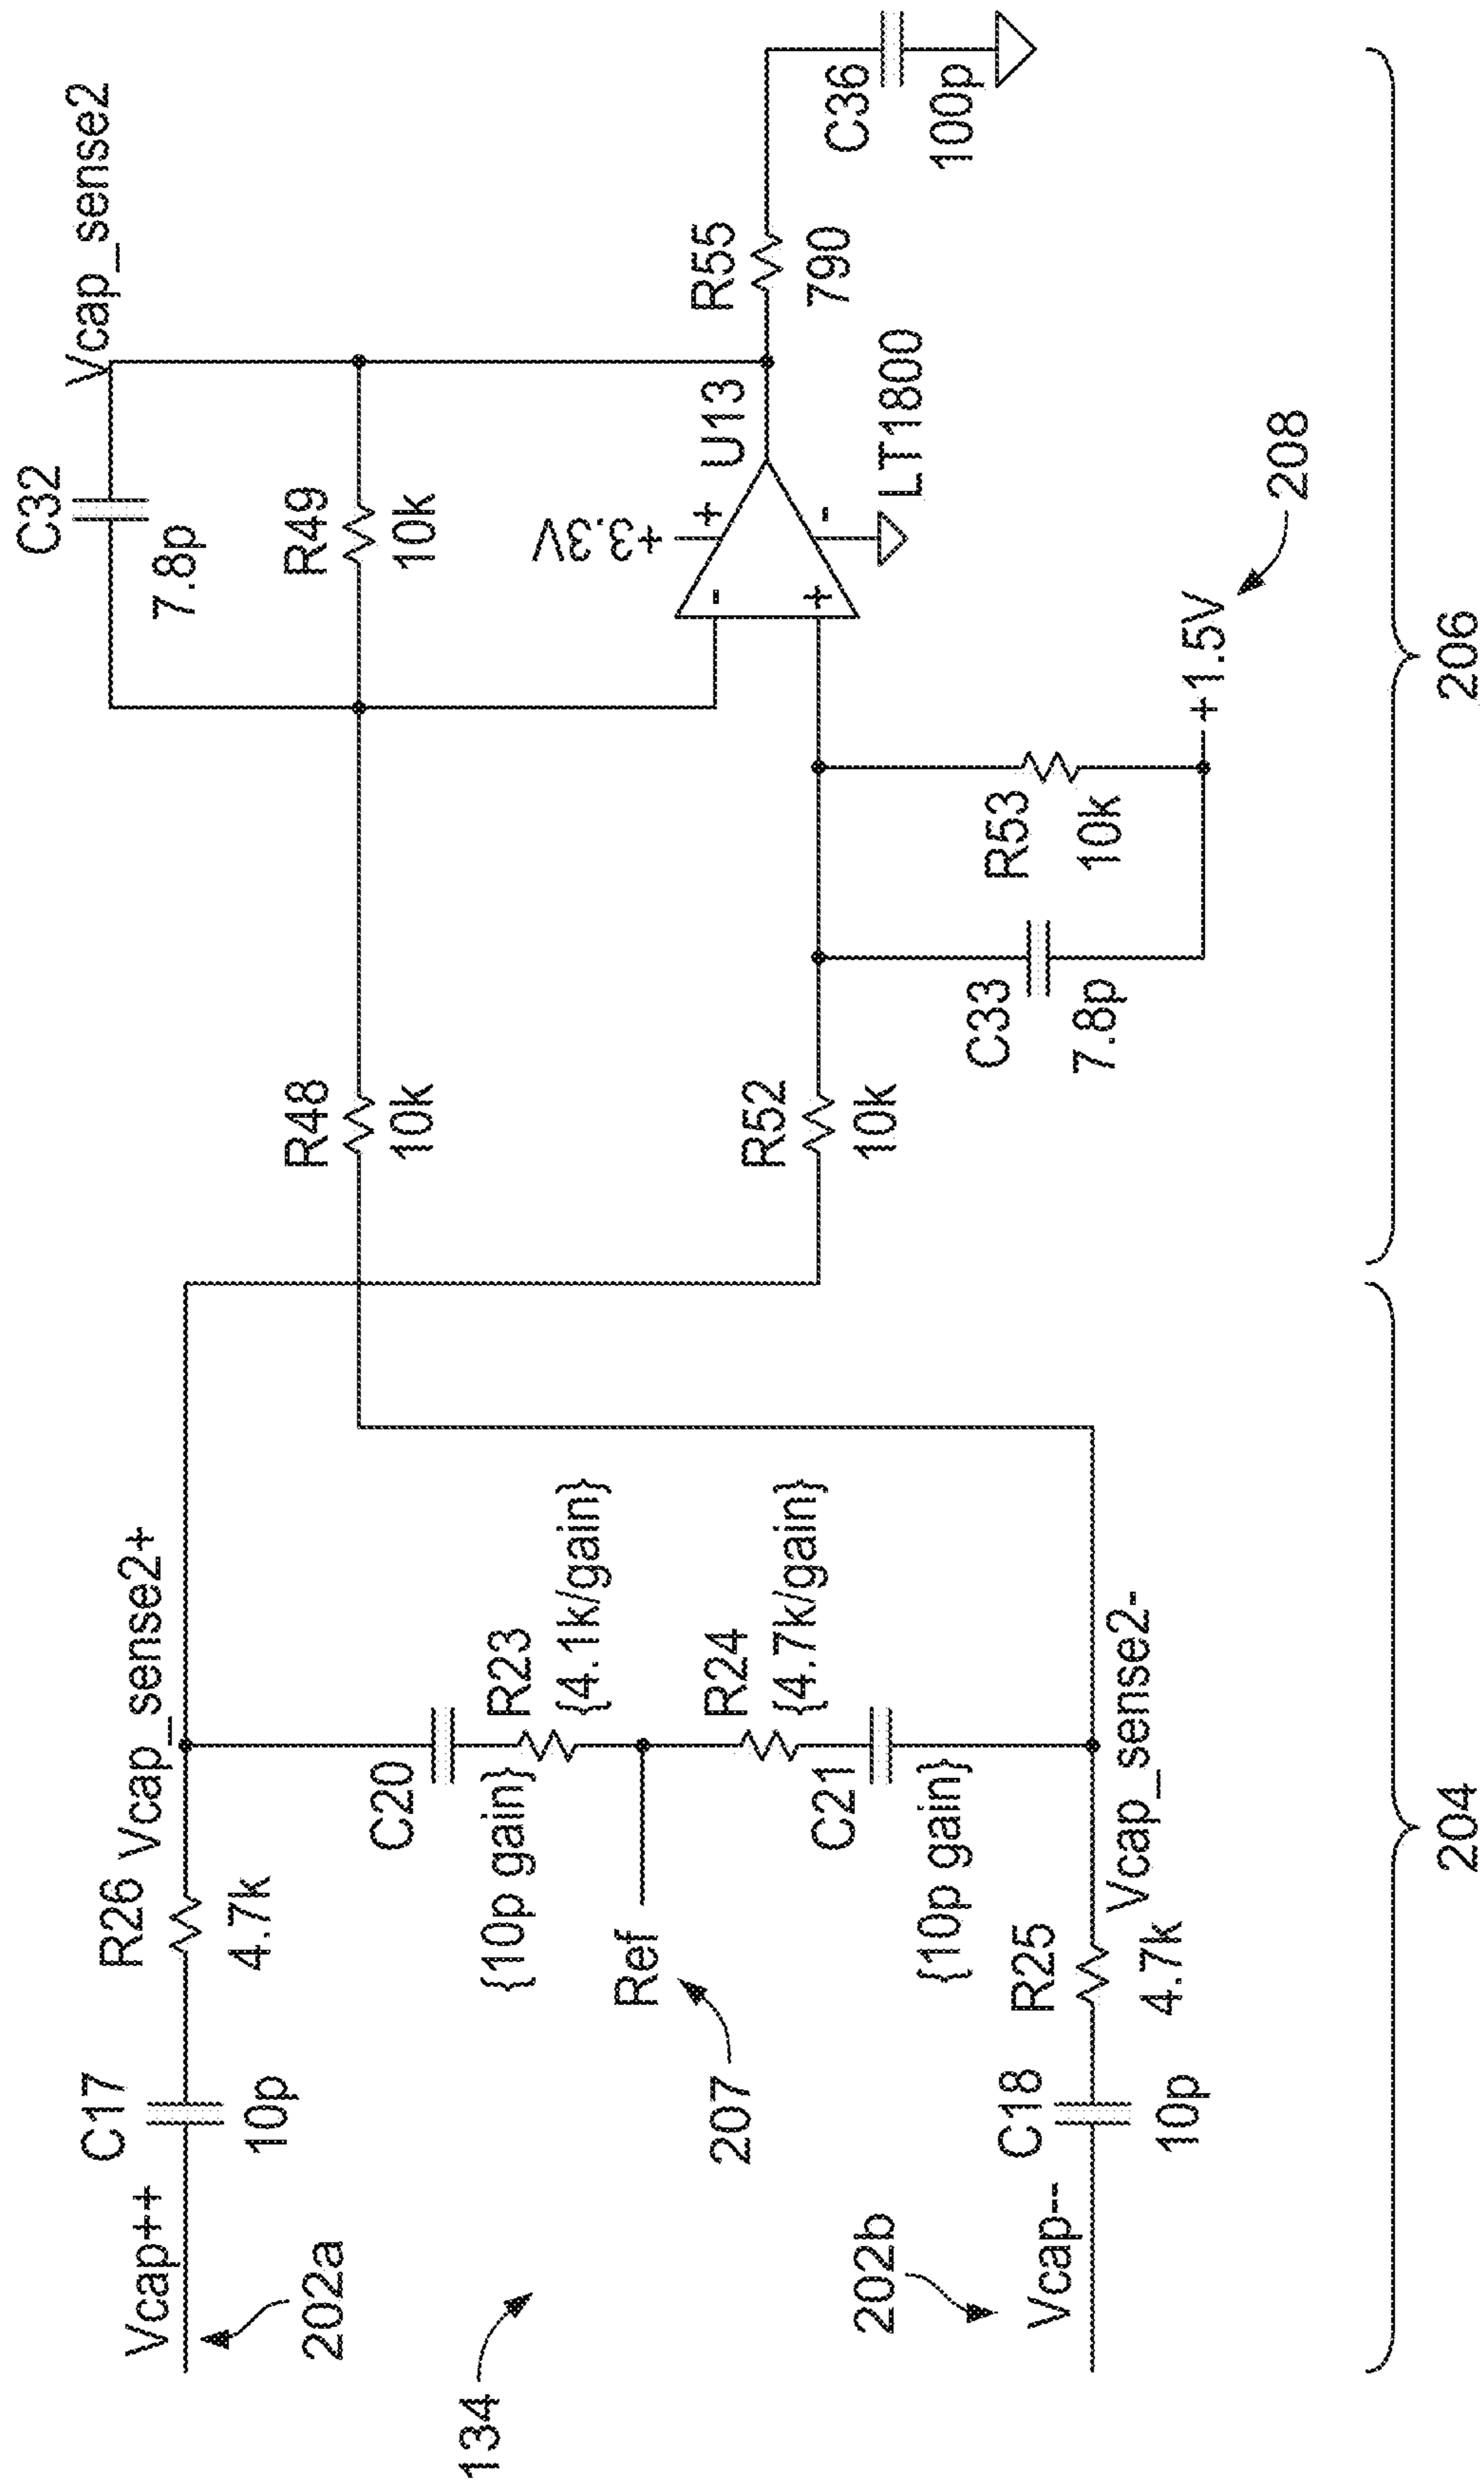 Vcap_sense2
C32
7.8p
R49
10k
+3.3V
+
-
-
+
U13
LT1800
R55
790
C36
100p
R48
10k
R52
10k
C33
7.8p
R53
10k
+1.5V
208
206
Vcap++
202a
C17
10p
R26
4.7k
Vcap_sense2+
C20
{10p gain}
R23
{4.1k/gain}
Ref
207
R24
{4.7k/gain}
C21
{10p gain}
Vcap--
202b
C18
10p
R25
4.7k
Vcap_sense2-
134
204